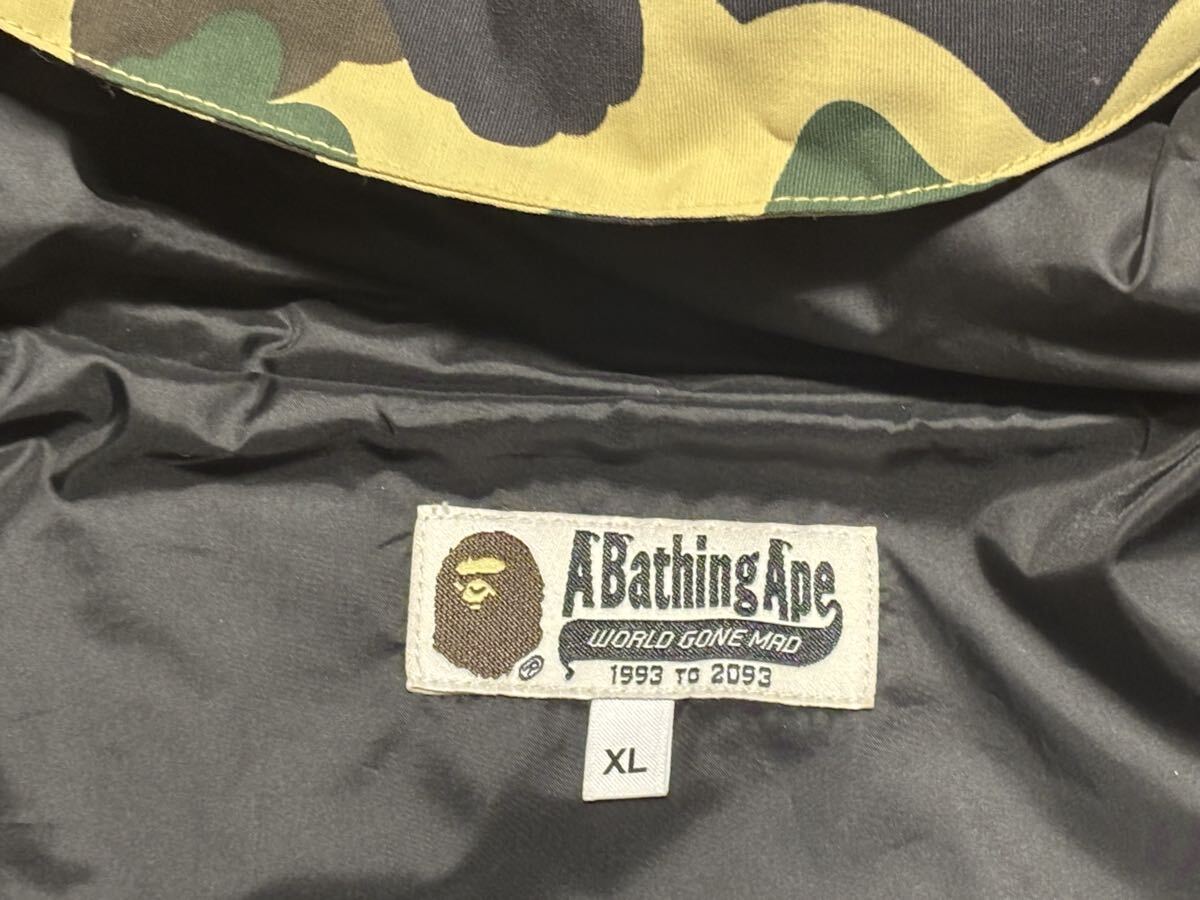 A Bathing Ape
WORLD GONE MAD
1993 TO 2093
®
XL